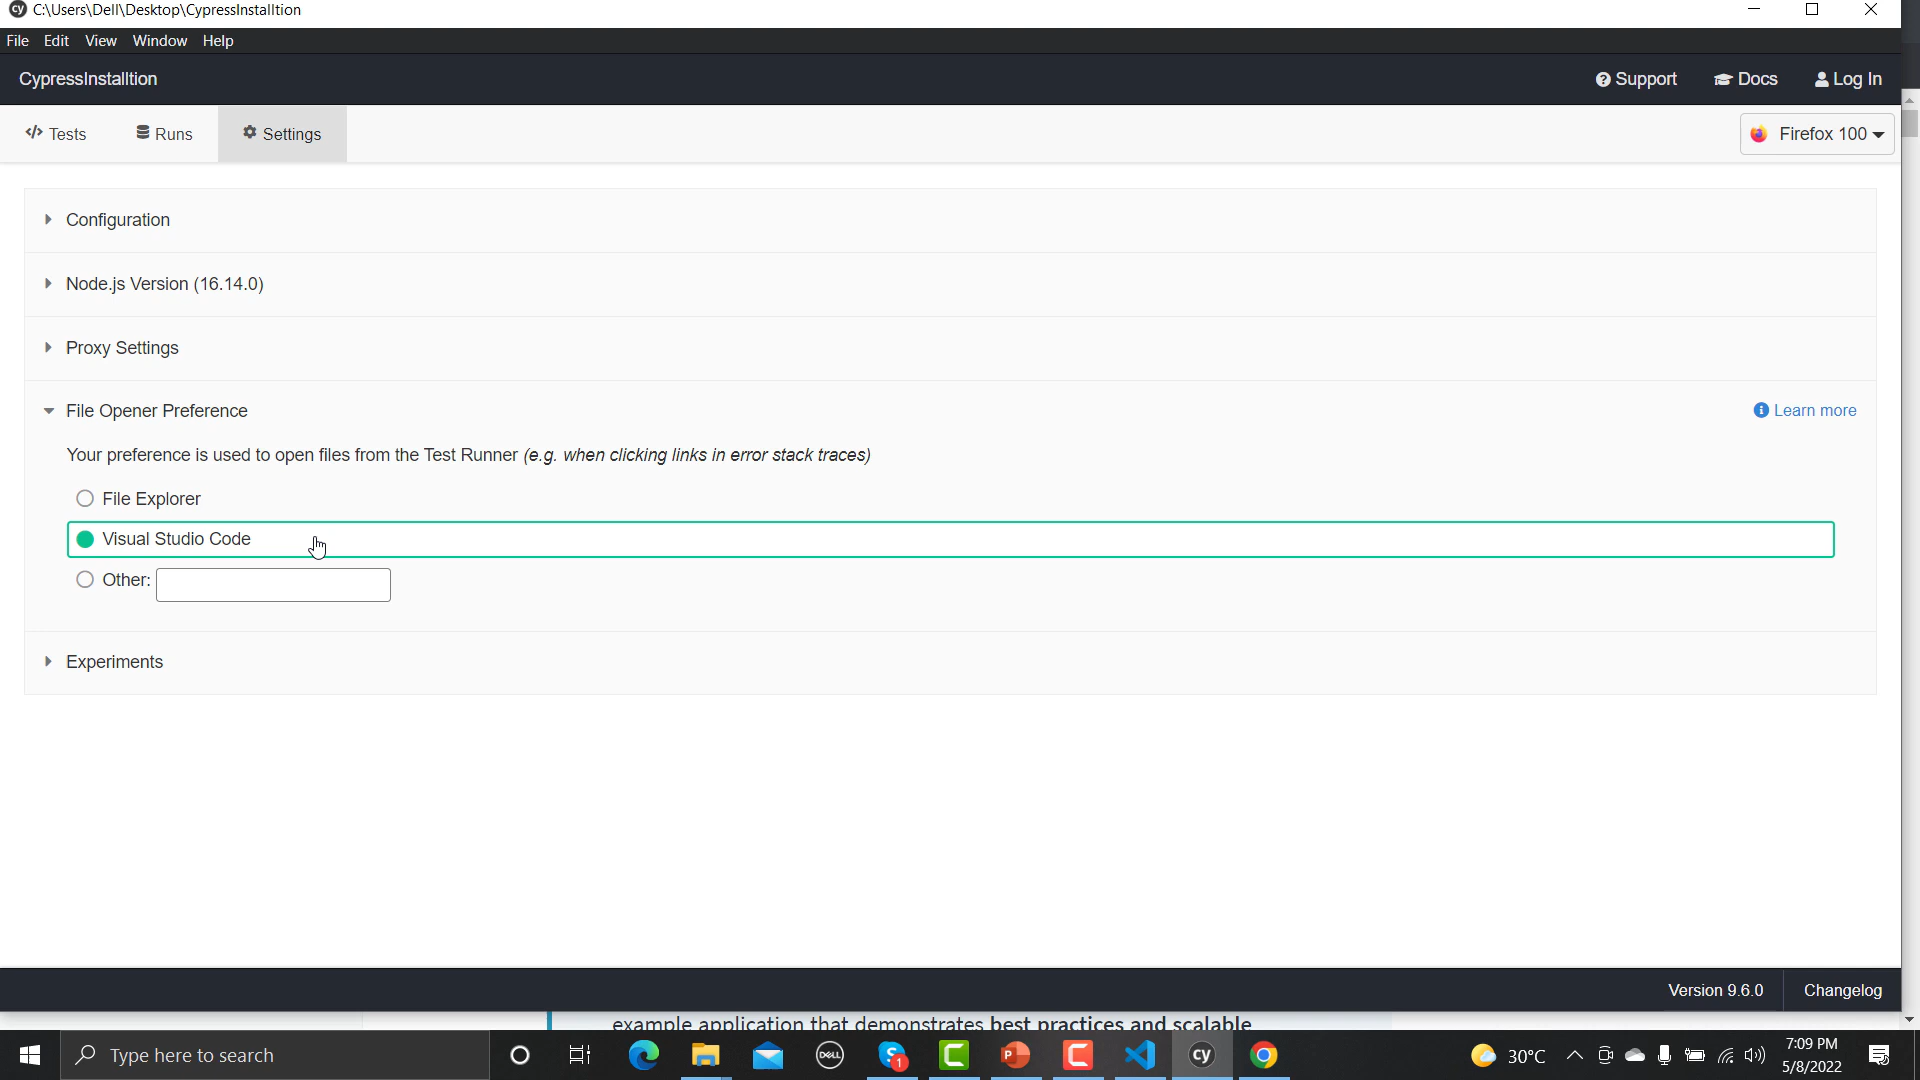 cy C:\Users\Dell\Desktop\CypressInstalltion
File Edit View Window Help
CypressInstalltion
Support Docs Log In
Tests Runs Settings
Firefox 100
Configuration
Node.js Version (16.14.0)
Proxy Settings
File Opener Preference
Learn more
Your preference is used to open files from the Test Runner (e.g. when clicking links in error stack traces)
File Explorer
Visual Studio Code
Other:
Experiments
Version 9.6.0 Changelog
example application that demonstrates best practices and scalable
Type here to search
DELL
S 1
P
cy
30°C
7:09 PM
5/8/2022